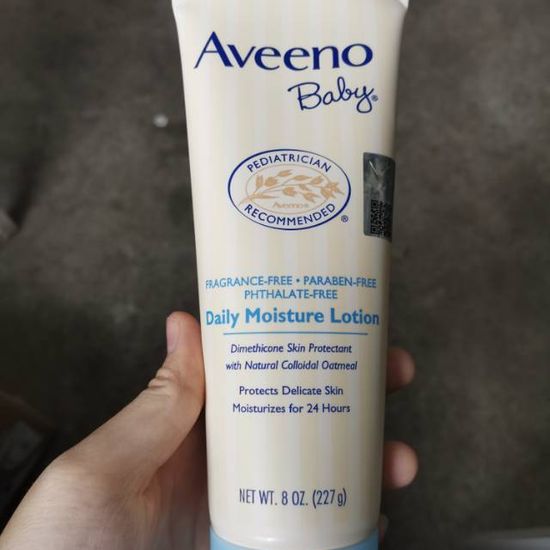 Aveeno
Baby®
PEDIATRICIAN
Aveeno®
RECOMMENDED®
FRAGRANCE-FREE • PARABEN-FREE
PHTHALATE-FREE
Daily Moisture Lotion
Dimethicone Skin Protectant
with Natural Colloidal Oatmeal
Protects Delicate Skin
Moisturizes for 24 Hours
NET WT. 8 OZ. (227g)